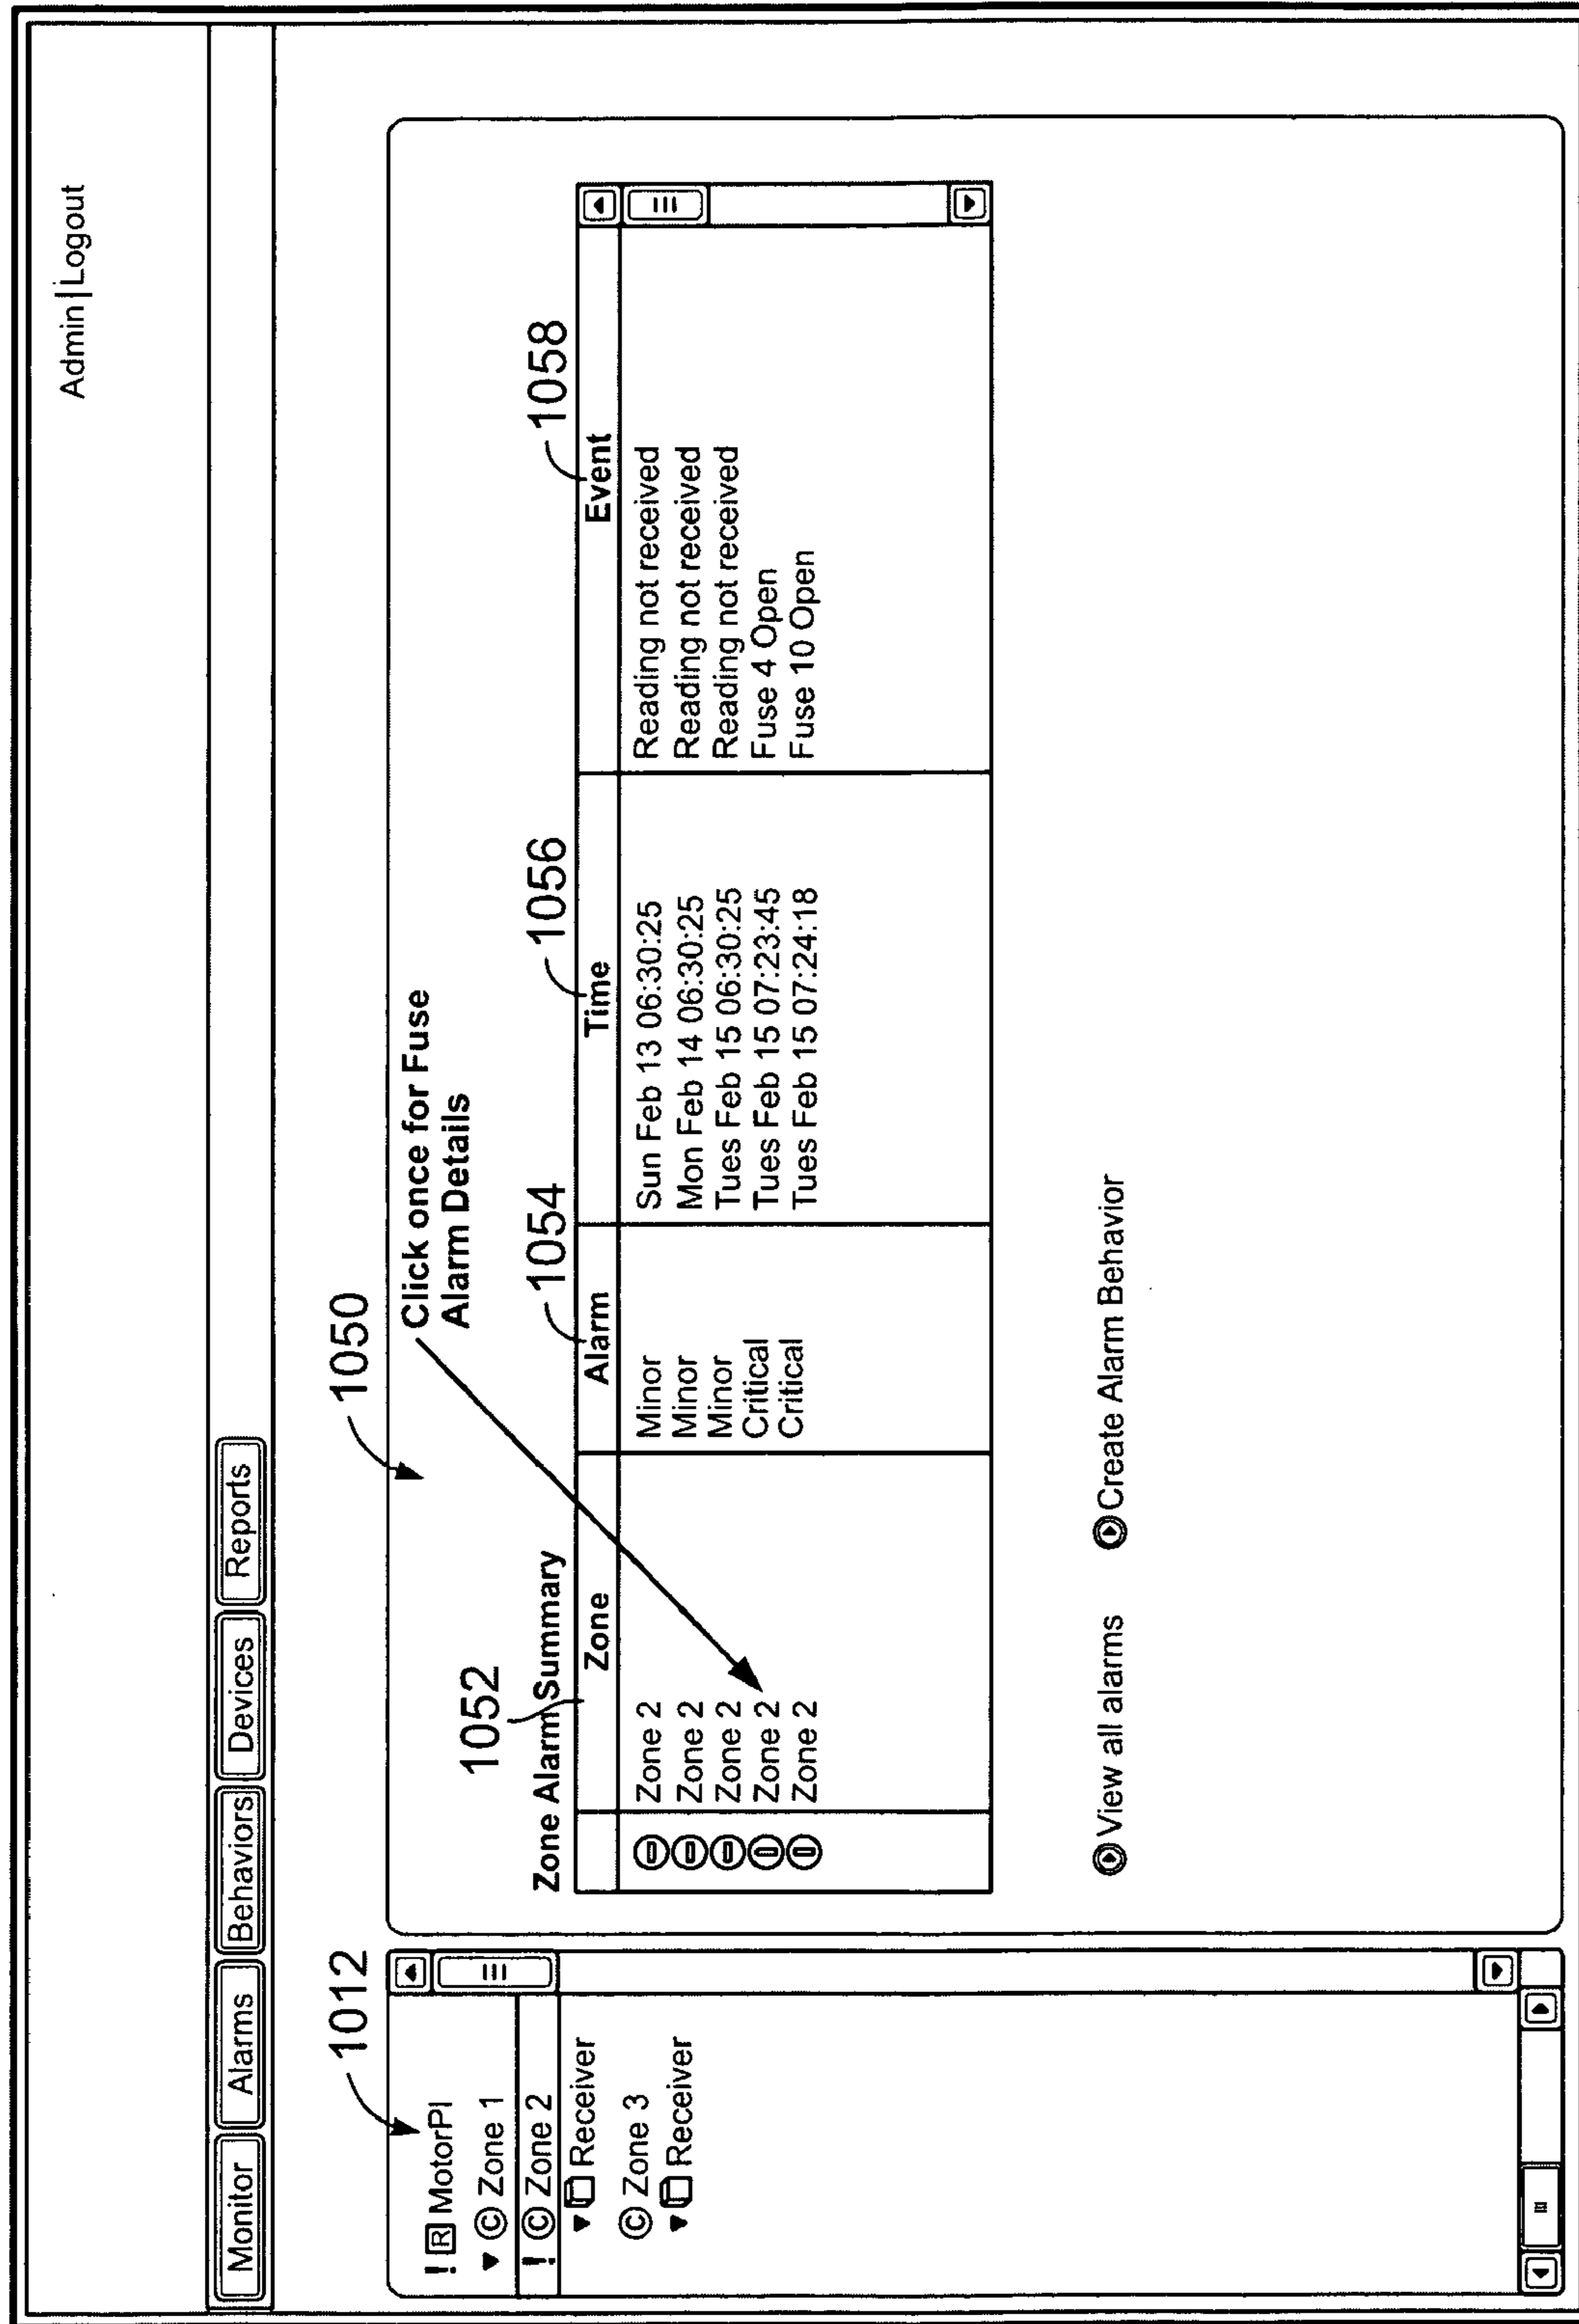 Admin|Logout
Monitor Alarms Behaviors Devices Reports
1012
1050
! R MotorPl
▼ © Zone 1
! © Zone 2
▼ Receiver
© Zone 3
▼ Receiver
Click once for Fuse
Alarm Details
1052 1054 1056 1058
Zone Alarm Summary
Zone Alarm Time Event
Zone 2 Minor Sun Feb 13 06:30:25 Reading not received
Zone 2 Minor Mon Feb 14 06:30:25 Reading not received
Zone 2 Minor Tues Feb 15 06:30:25 Reading not received
Zone 2 Critical Tues Feb 15 07:23:45 Fuse 4 Open
Zone 2 Critical Tues Feb 15 07:24:18 Fuse 10 Open
View all alarms Create Alarm Behavior